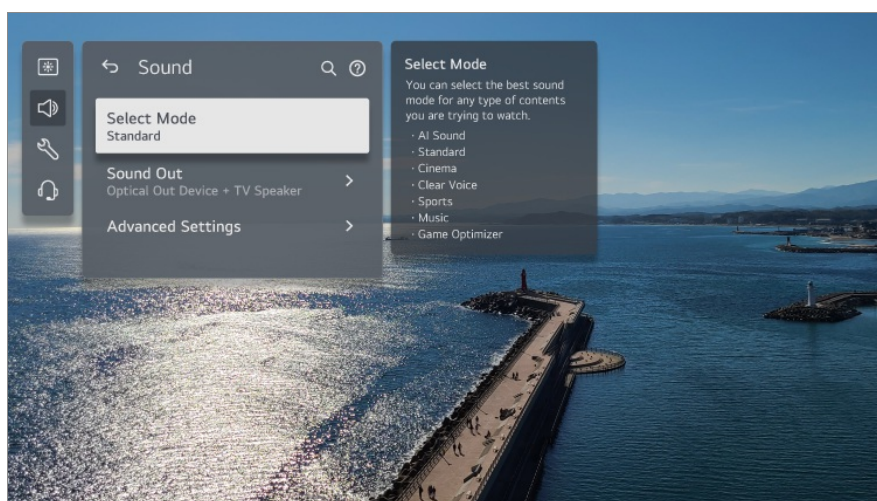 Sound
Select Mode
Standard
Sound Out
Optical Out Device + TV Speaker
Advanced Settings
Select Mode
You can select the best sound
mode for any type of contents
you are trying to watch.
· AI Sound
· Standard
· Cinema
· Clear Voice
· Sports
· Music
· Game Optimizer